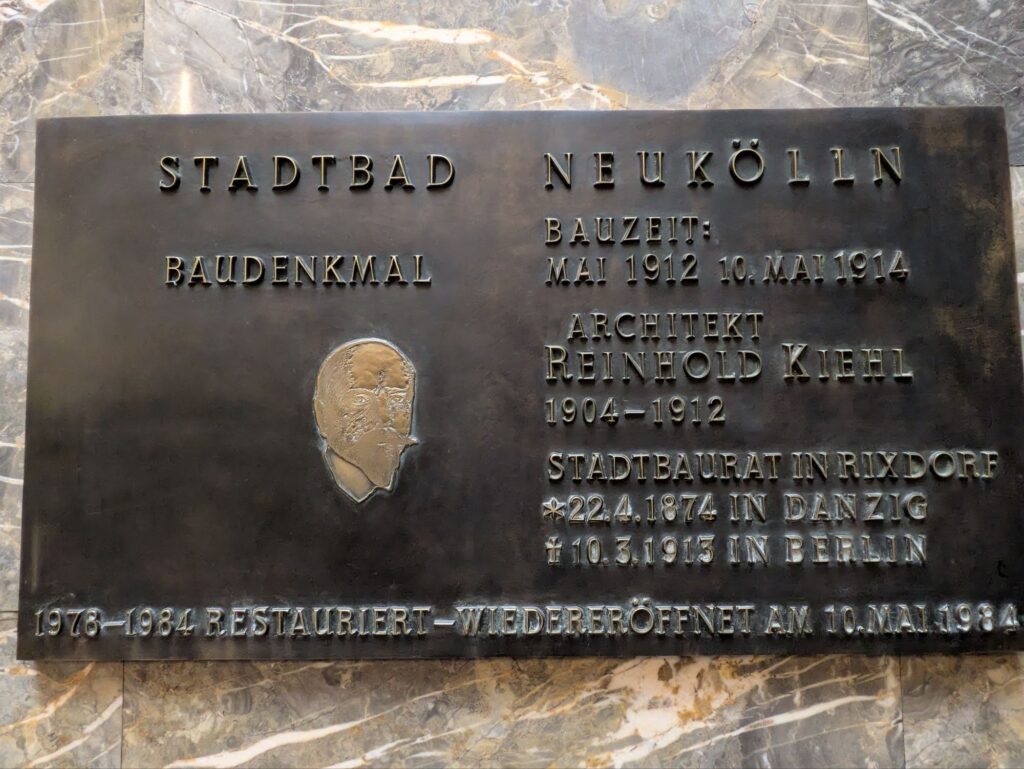 STADTBAD NEUKÖLLN
BAUDENKMAL
BAUZEIT:
MAI 1912 10. MAI 1914
ARCHITEKT
REINHOLD KIEHL
1904–1912
STADTBAURAT IN RIXDORF
*22.4.1874 IN DANZIG
✝10.3.1913 IN BERLIN
1976–1984 RESTAURIERT–WIEDERERÖFFNET AM 10. MAI 1984